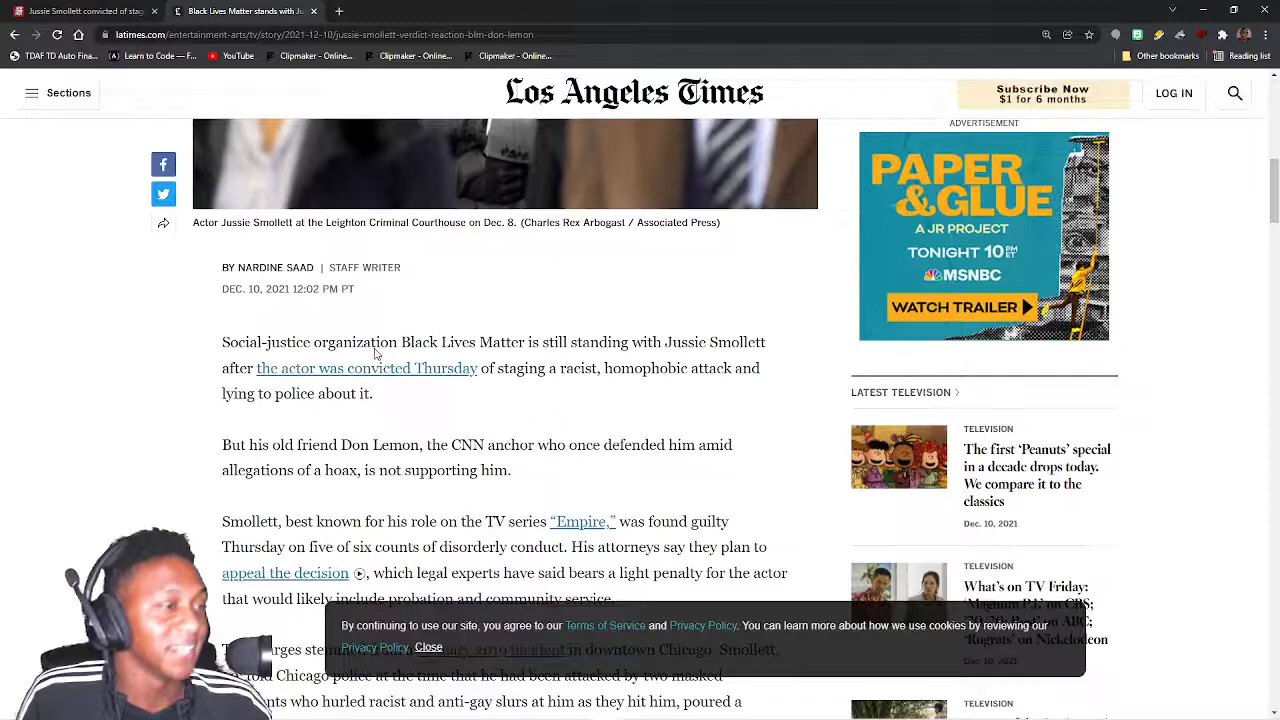 Jussie Smollett convicted of stag
Black Lives Matter Stands with Ju
latimes.com/entertainment-arts/tv/story/2021-12-10/jussie-smollett-verdict-reaction-blm-don-lemon
TDAF TD Auto Fin...
Learn to Code — F...
YouTube
Clipmaker - Online...
Clipmaker - Online...
Clipmaker - Online...
Other bookmarks
Reading list
Sections
Los Angeles Times
Subscribe Now
$1 for 6 months
LOG IN
ADVERTISEMENT
PAPER
&GLUE
A JR PROJECT
TONIGHT 10PM ET
MSNBC
WATCH TRAILER
Actor Jussie Smollett at the Leighton Criminal Courthouse on Dec. 8. (Charles Rex Arbogast / Associated Press)
BY NARDINE SAAD | STAFF WRITER
DEC. 10, 2021 12:02 PM PT
Social-justice organization Black Lives Matter is still standing with Jussie Smollett
after the actor was convicted Thursday of staging a racist, homophobic attack and
lying to police about it.
But his old friend Don Lemon, the CNN anchor who once defended him amid
allegations of a hoax, is not supporting him.
Smollett, best known for his role on the TV series “Empire,” was found guilty
Thursday on five of six counts of disorderly conduct. His attorneys say they plan to
appeal the decision, which legal experts have said bears a light penalty for the actor
that would likely include probation and community service.
2019 incident in downtown Chicago. Smollett
told Chicago police at the time that he had been attacked by two masked
who hurled racist and anti-gay slurs at him as they hit him, poured a
LATEST TELEVISION
TELEVISION
The first ‘Peanuts’ special
in a decade drops today.
We compare it to the
classics
Dec. 10, 2021
TELEVISION
What’s on TV Friday:
‘Magnum P.I.’ on CBS;
on ABC;
‘Rugrats’ on Nickelodeon
Dec. 10, 2021
TELEVISION
By continuing to use our site, you agree to our Terms of Service and Privacy Policy. You can learn more about how we use cookies by reviewing our
Privacy Policy. Close